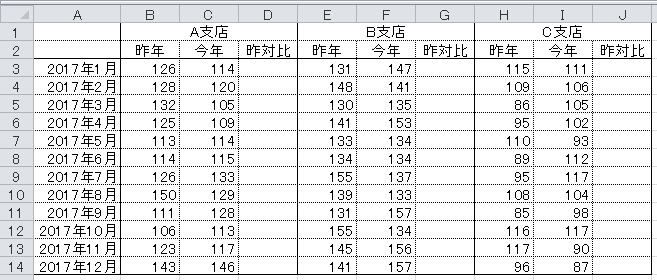 A B C D E F G H I J
1 A支店 B支店 C支店
2 昨年 今年 昨対比 昨年 今年 昨対比 昨年 今年 昨対比
3 2017年1月 126 114 131 147 115 111
4 2017年2月 128 120 148 141 109 106
5 2017年3月 132 105 130 135 86 105
6 2017年4月 125 109 141 153 95 102
7 2017年5月 113 114 133 134 110 93
8 2017年6月 114 115 134 134 89 112
9 2017年7月 126 133 155 137 95 117
10 2017年8月 150 129 139 133 108 104
11 2017年9月 111 128 131 157 85 98
12 2017年10月 106 113 155 134 116 117
13 2017年11月 123 117 145 156 117 90
14 2017年12月 143 146 141 157 96 87